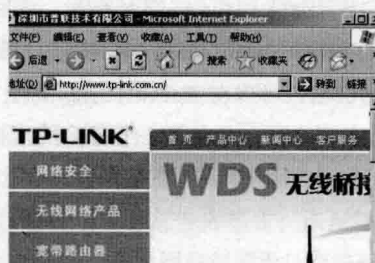 深圳市普联技术有限公司 - Microsoft Internet Explorer
文件(F) 编辑(E) 查看(V) 收藏(A) 工具(T) 帮助(H)
后退 搜索 收藏夹
地址(D) http://www.tp-link.com.cn/ 转到 链接
TP-LINK 首页 产品中心 新闻中心 客户服务
网络安全
WDS 无线桥接
无线网络产品
宽带路由器